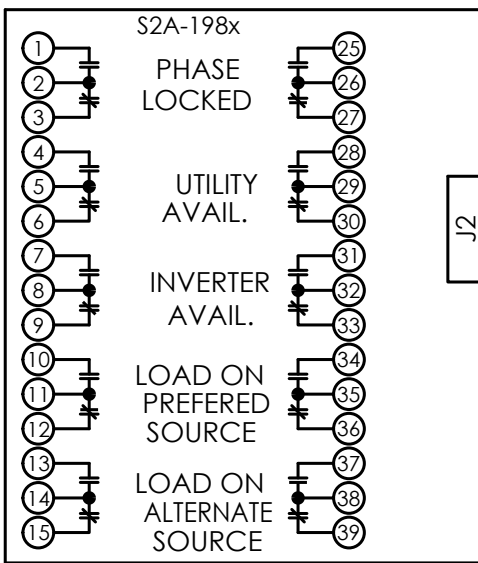 S2A-198x
1 25
2 PHASE 26
3 LOCKED 27
4 28
5 UTILITY 29
6 AVAIL. 30
J2
7 31
8 INVERTER 32
9 AVAIL. 33
10 LOAD ON 34
11 PREFERED 35
12 SOURCE 36
13 LOAD ON 37
14 ALTERNATE 38
15 SOURCE 39